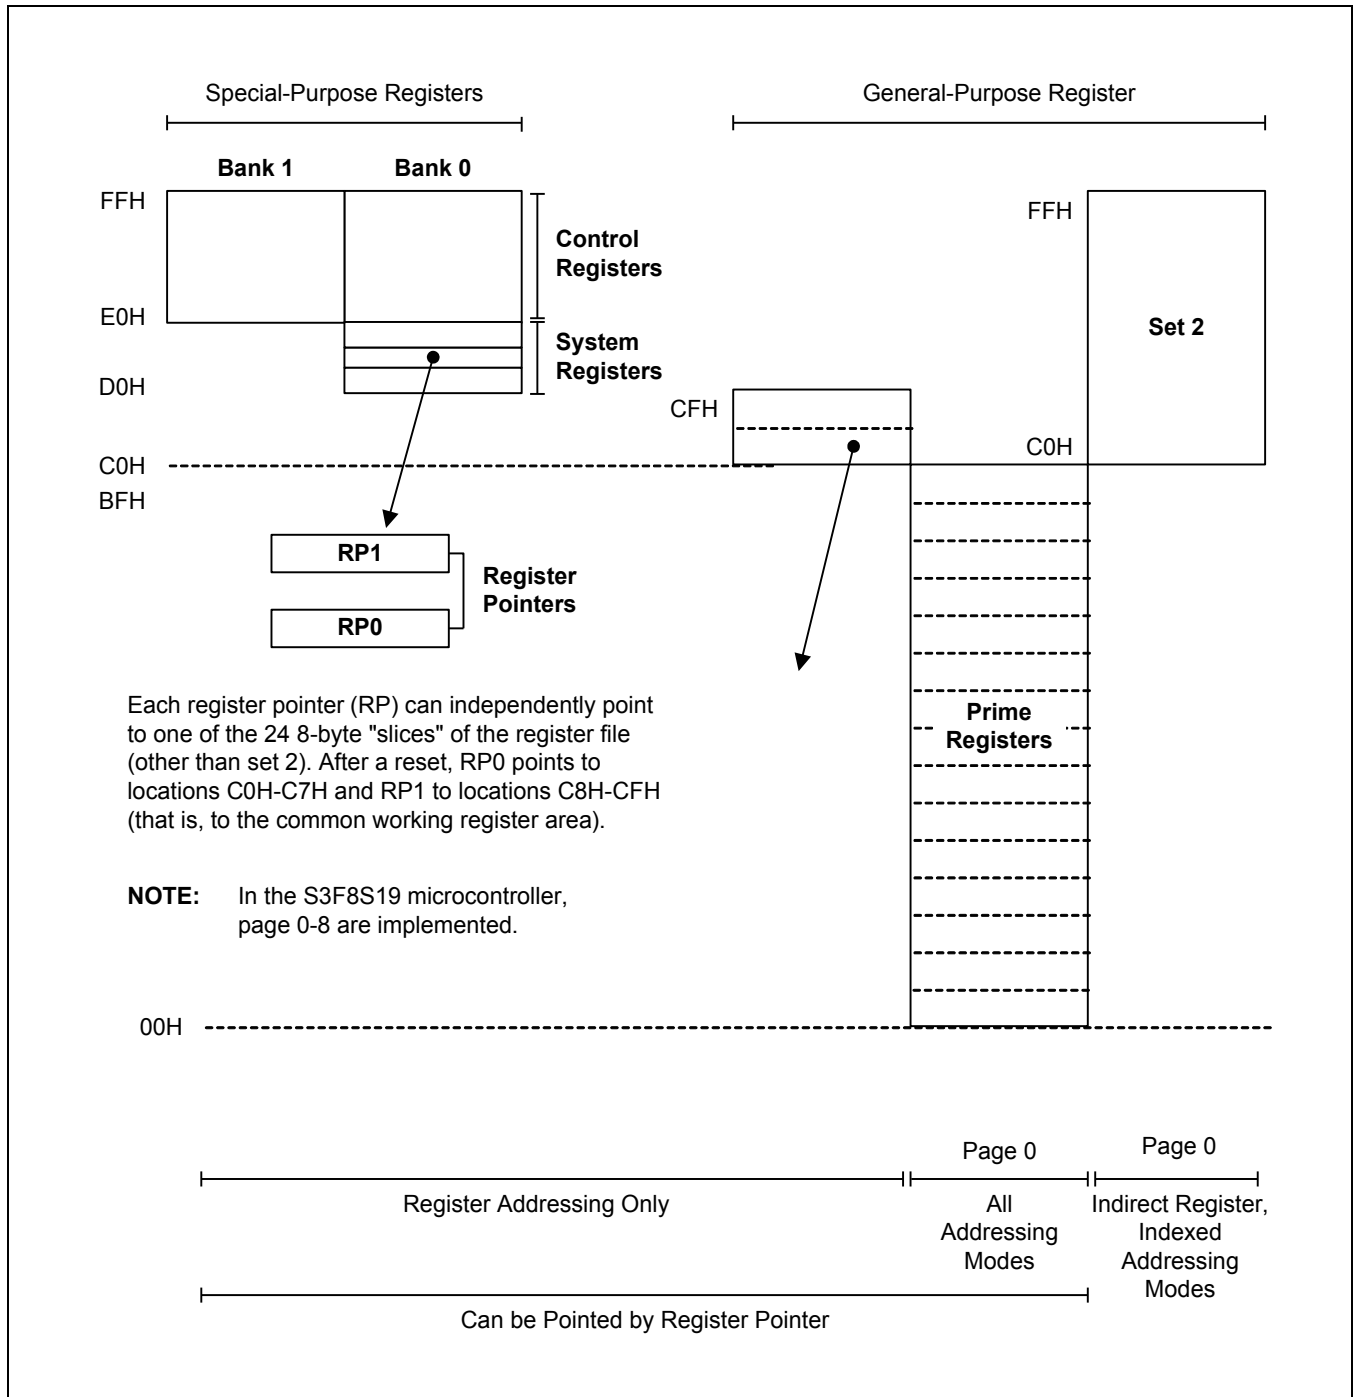 Special-Purpose Registers
General-Purpose Register
Bank 1
Bank 0
FFH
FFH
Control
Registers
E0H
Set 2
System
Registers
D0H
CFH
C0H
C0H
BFH
RP1
Register
Pointers
RP0
Each register pointer (RP) can independently point
to one of the 24 8-byte "slices" of the register file
(other than set 2). After a reset, RP0 points to
locations C0H-C7H and RP1 to locations C8H-CFH
(that is, to the common working register area).
Prime
Registers
NOTE: In the S3F8S19 microcontroller,
page 0-8 are implemented.
00H
Page 0
Page 0
Register Addressing Only
All
Addressing
Modes
Indirect Register,
Indexed
Addressing
Modes
Can be Pointed by Register Pointer